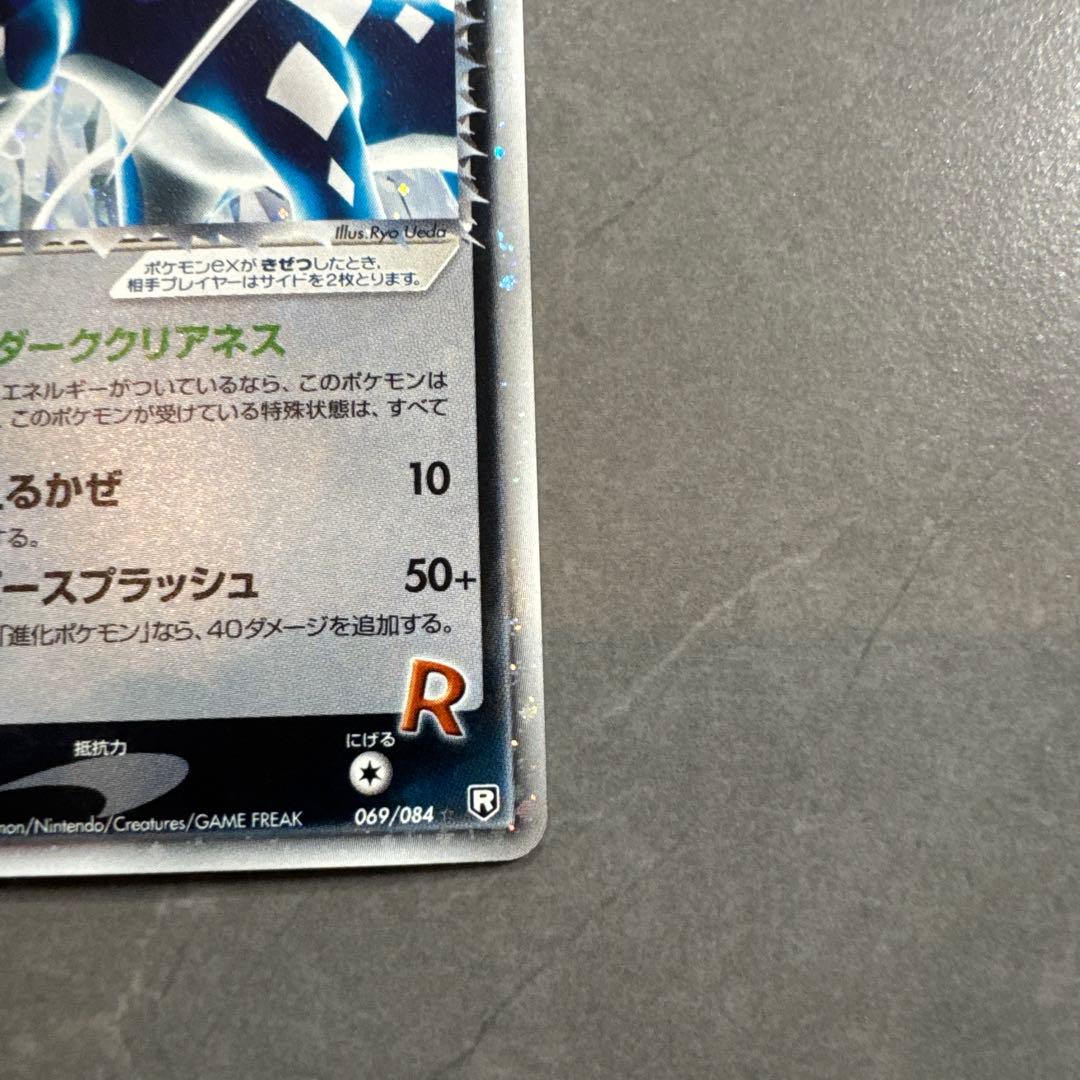 Illus.Ryo Ueda
ポケモンexが きぜつしたとき、
相手プレイヤーはサイドを2枚とります。
ダーククリアネス
エネルギーがついているなら、このポケモンは
、このポケモンが受けている特殊状態は、すべて
るかぜ 10
する。
ースプラッシュ 50+
「進化ポケモン」なら、40ダメージを追加する。
R
抵抗力 にげる
mon/Nintendo/Creatures/GAME FREAK 069/084 ☆ R